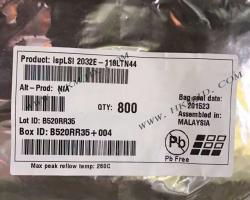 Product: ispLSI 2032E-110LTN44
Alt-Prod: N/A
QTY: 800
Bag seal date:
201523
Assembled in:
MALAYSIA
Lot ID: B520RR35
Box ID: B520RR35+004
Pb
Pb Free
Max peak reflow temp: 260C